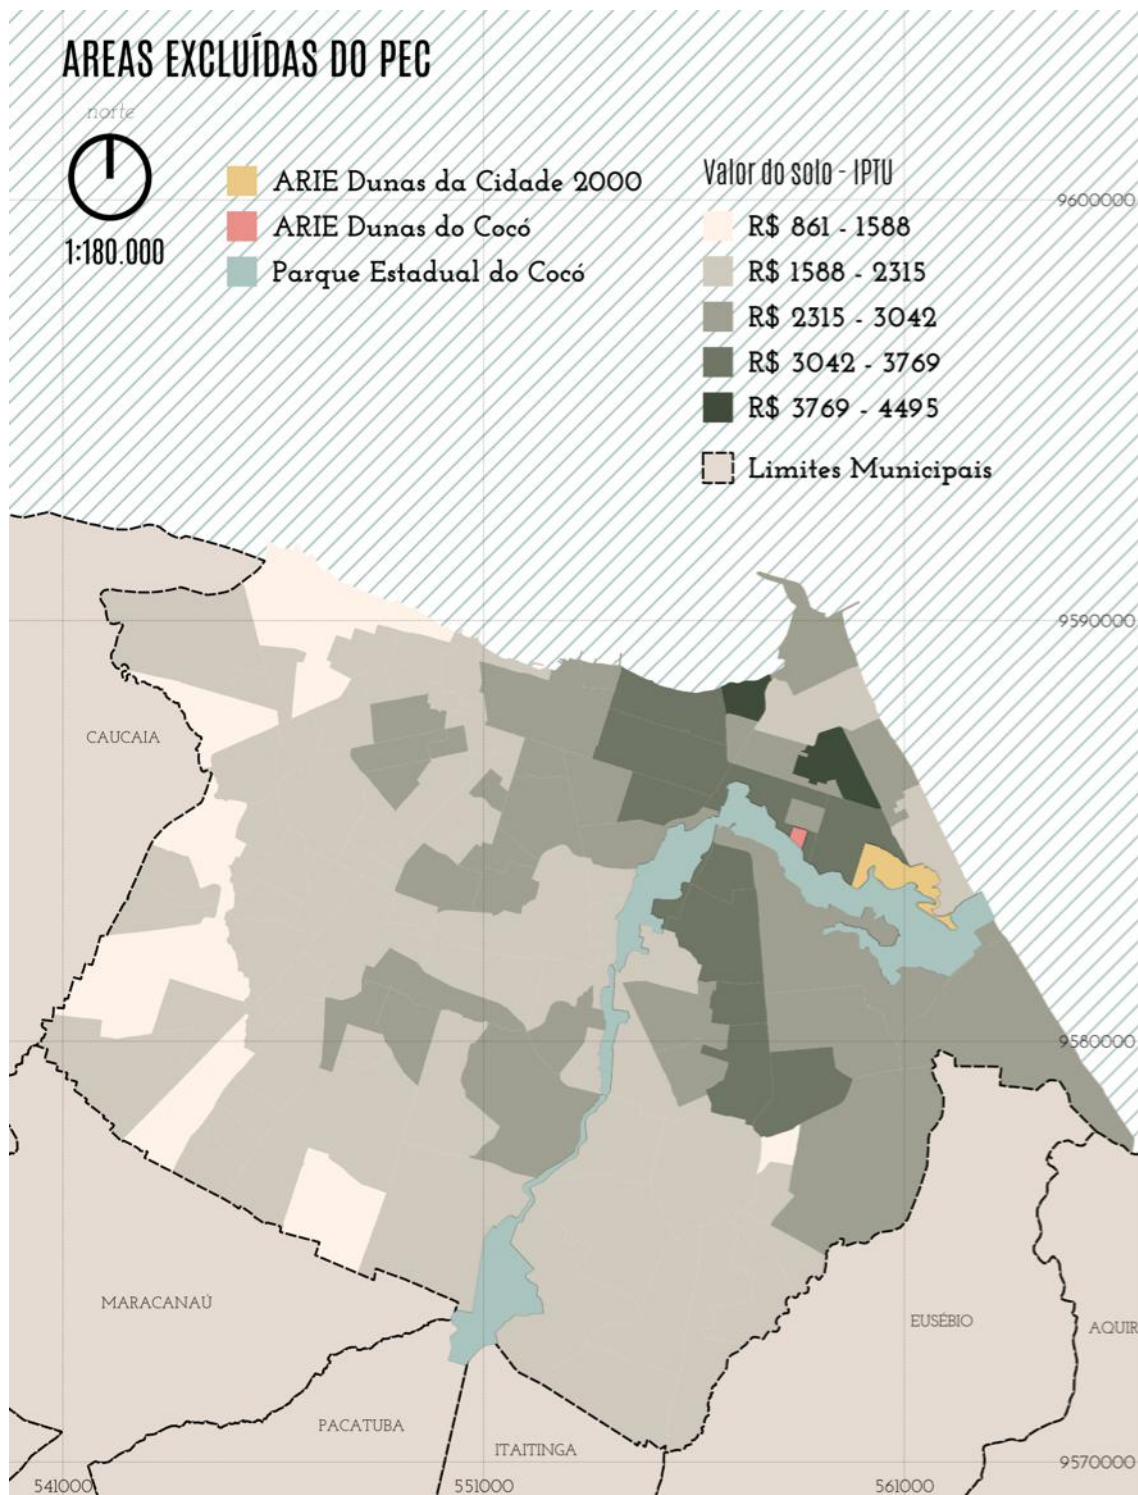 AREAS EXCLUÍDAS DO PEC
norte
1:180.000
ARIE Dunas da Cidade 2000
ARIE Dunas do Cocó
Parque Estadual do Cocó
Valor do solo - IPTU
R$ 861 - 1588
R$ 1588 - 2315
R$ 2315 - 3042
R$ 3042 - 3769
R$ 3769 - 4495
Limites Municipais
9600000
9590000
CAUCAIA
9580000
MARACANAÚ
EUSÉBIO
AQUIR
PACATUBA
ITAITINGA
9570000
541000
551000
561000